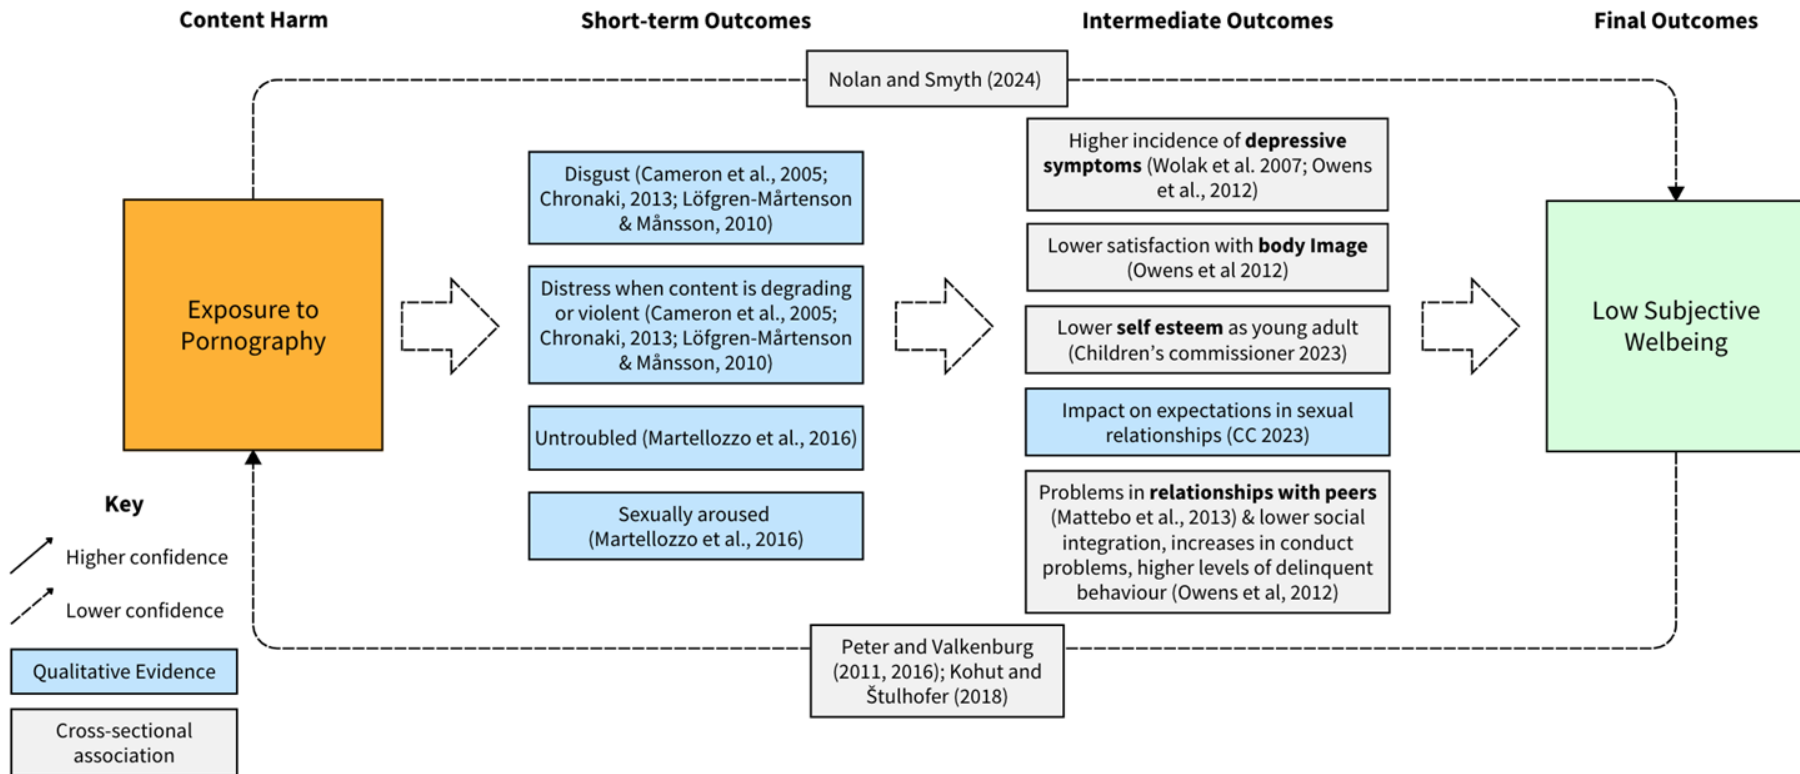 Content Harm
Short-term Outcomes
Intermediate Outcomes
Final Outcomes
Nolan and Smyth (2024)
Exposure to
Pornography
Disgust (Cameron et al., 2005;
Chronaki, 2013; Löfgren-Mårtenson
& Månsson, 2010)
Distress when content is degrading
or violent (Cameron et al., 2005;
Chronaki, 2013; Löfgren-Mårtenson
& Månsson, 2010)
Untroubled (Martellozzo et al., 2016)
Sexually aroused
(Martellozzo et al., 2016)
Higher incidence of depressive
symptoms (Wolak et al. 2007; Owens
et al., 2012)
Lower satisfaction with body Image
(Owens et al 2012)
Lower self esteem as young adult
(Children’s commissioner 2023)
Impact on expectations in sexual
relationships (CC 2023)
Problems in relationships with peers
(Mattebo et al., 2013) & lower social
integration, increases in conduct
problems, higher levels of delinquent
behaviour (Owens et al, 2012)
Low Subjective
Welbeing
Peter and Valkenburg
(2011, 2016); Kohut and
Štulhofer (2018)
Key
Higher confidence
Lower confidence
Qualitative Evidence
Cross-sectional
association